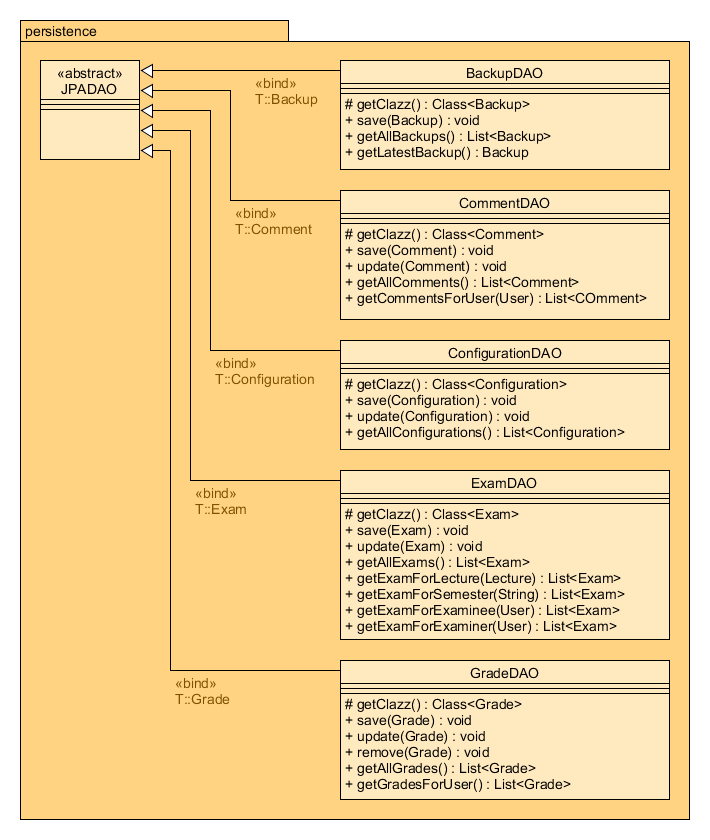 persistence
«abstract»
JPADAO
«bind»
T::Backup
BackupDAO
# getClazz() : Class<Backup>
+ save(Backup) : void
+ getAllBackups() : List<Backup>
+ getLatestBackup() : Backup
«bind»
T::Comment
CommentDAO
# getClazz() : Class<Comment>
+ save(Comment) : void
+ update(Comment) : void
+ getAllComments() : List<Comment>
+ getCommentsForUser(User) : List<COmment>
«bind»
T::Configuration
ConfigurationDAO
# getClazz() : Class<Configuration>
+ save(Configuration) : void
+ update(Configuration) : void
+ getAllConfigurations() : List<Configuration>
«bind»
T::Exam
ExamDAO
# getClazz() : Class<Exam>
+ save(Exam) : void
+ update(Exam) : void
+ getAllExams() : List<Exam>
+ getExamForLecture(Lecture) : List<Exam>
+ getExamForSemester(String) : List<Exam>
+ getExamForExaminee(User) : List<Exam>
+ getExamForExaminer(User) : List<Exam>
«bind»
T::Grade
GradeDAO
# getClazz() : Class<Grade>
+ save(Grade) : void
+ update(Grade) : void
+ remove(Grade) : void
+ getAllGrades() : List<Grade>
+ getGradesForUser() : List<Grade>